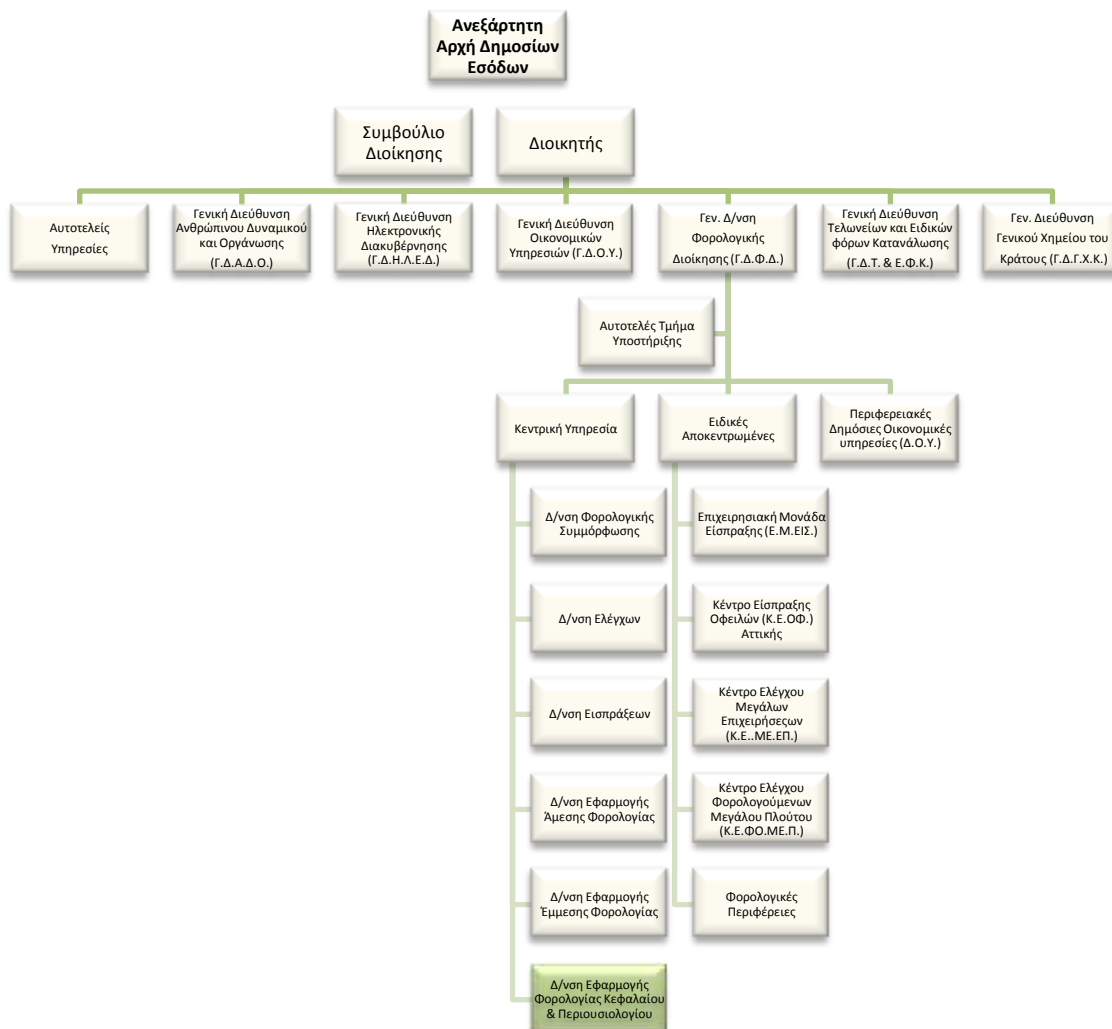 Ανεξάρτητη
Αρχή Δημοσίων
Εσόδων
Συμβούλιο
Διοίκησης
Διοικητής
Αυτοτελείς
Υπηρεσίες
Γενική Διεύθυνση
Ανθρώπινου Δυναμικού
και Οργάνωσης
(Γ.Δ.Α.Δ.Ο.)
Γενική Διεύθυνση
Ηλεκτρονικής
Διακυβέρνησης
(Γ.Δ.Η.Λ.Ε.Δ.)
Γενική Διεύθυνση
Οικονομικών
Υπηρεσιών (Γ.Δ.Ο.Υ.)
Γεν. Δ/νση
Φορολογικής
Διοίκησης (Γ.Δ.Φ.Δ.)
Γενική Διεύθυνση
Τελωνείων και Ειδικών
φόρων Κατανάλωσης
(Γ.Δ.Τ. & Ε.Φ.Κ.)
Γεν. Διεύθυνση
Γενικού Χημείου του
Κράτους (Γ.Δ.Γ.Χ.Κ.)
Αυτοτελές Τμήμα
Υποστήριξης
Κεντρική Υπηρεσία
Ειδικές
Αποκεντρωμένες
Περιφερειακές
Δημόσιες Οικονομικές
υπηρεσίες (Δ.Ο.Υ.)
Δ/νση Φορολογικής
Συμμόρφωσης
Δ/νση Ελέγχων
Δ/νση Εισπράξεων
Δ/νση Εφαρμογής
Άμεσης Φορολογίας
Δ/νση Εφαρμογής
Έμμεσης Φορολογίας
Δ/νση Εφαρμογής
Φορολογίας Κεφαλαίου
& Περιουσιολογίου
Επιχειρησιακή Μονάδα
Είσπραξης (Ε.Μ.ΕΙΣ.)
Κέντρο Είσπραξης
Οφειλών (Κ.Ε.ΟΦ.)
Αττικής
Κέντρο Ελέγχου
Μεγάλων
Επιχειρήσεςων
(Κ.Ε..ΜΕ.ΕΠ.)
Κέντρο Ελέγχου
Φορολογούμενων
Μεγάλου Πλούτου
(Κ.Ε.ΦΟ.ΜΕ.Π.)
Φορολογικές
Περιφέρειες